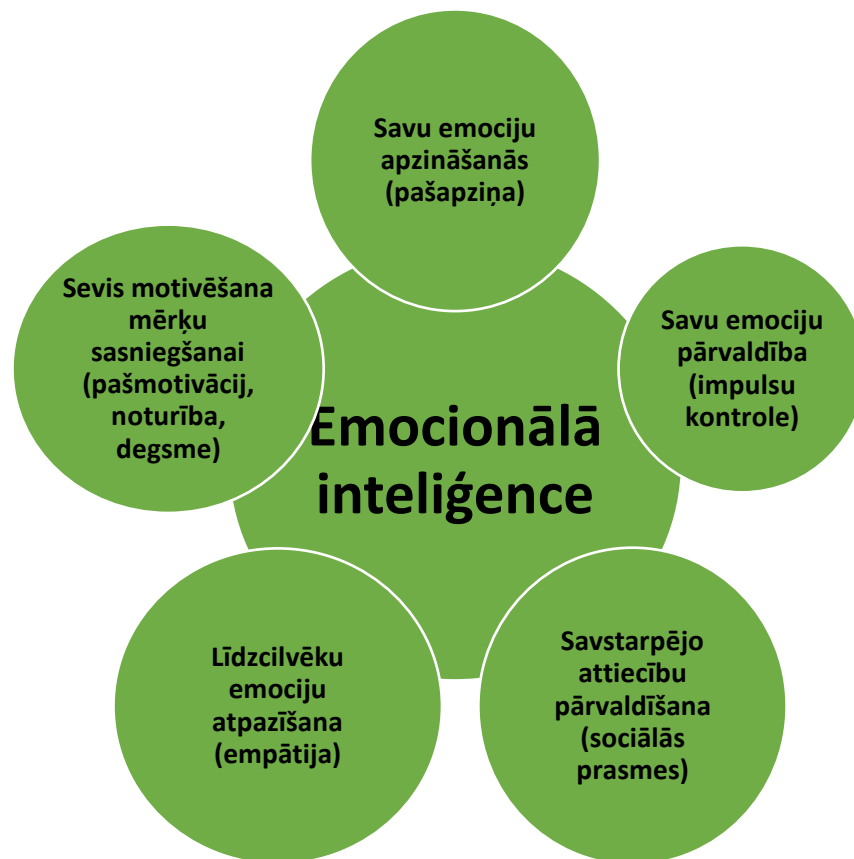 Savu emociju
apzināšanās
(pašapziņa)
Savu emociju
pārvaldība
(impulsu
kontrole)
Savstarpējo
attiecību
pārvaldīšana
(sociālās
prasmes)
Līdzcilvēku
emociju
atpazīšana
(empātija)
Sevis motivēšana
mērķu
sasniegšanai
(pašmotivācij,
noturība,
degsme)
Emocionālā
inteliģence